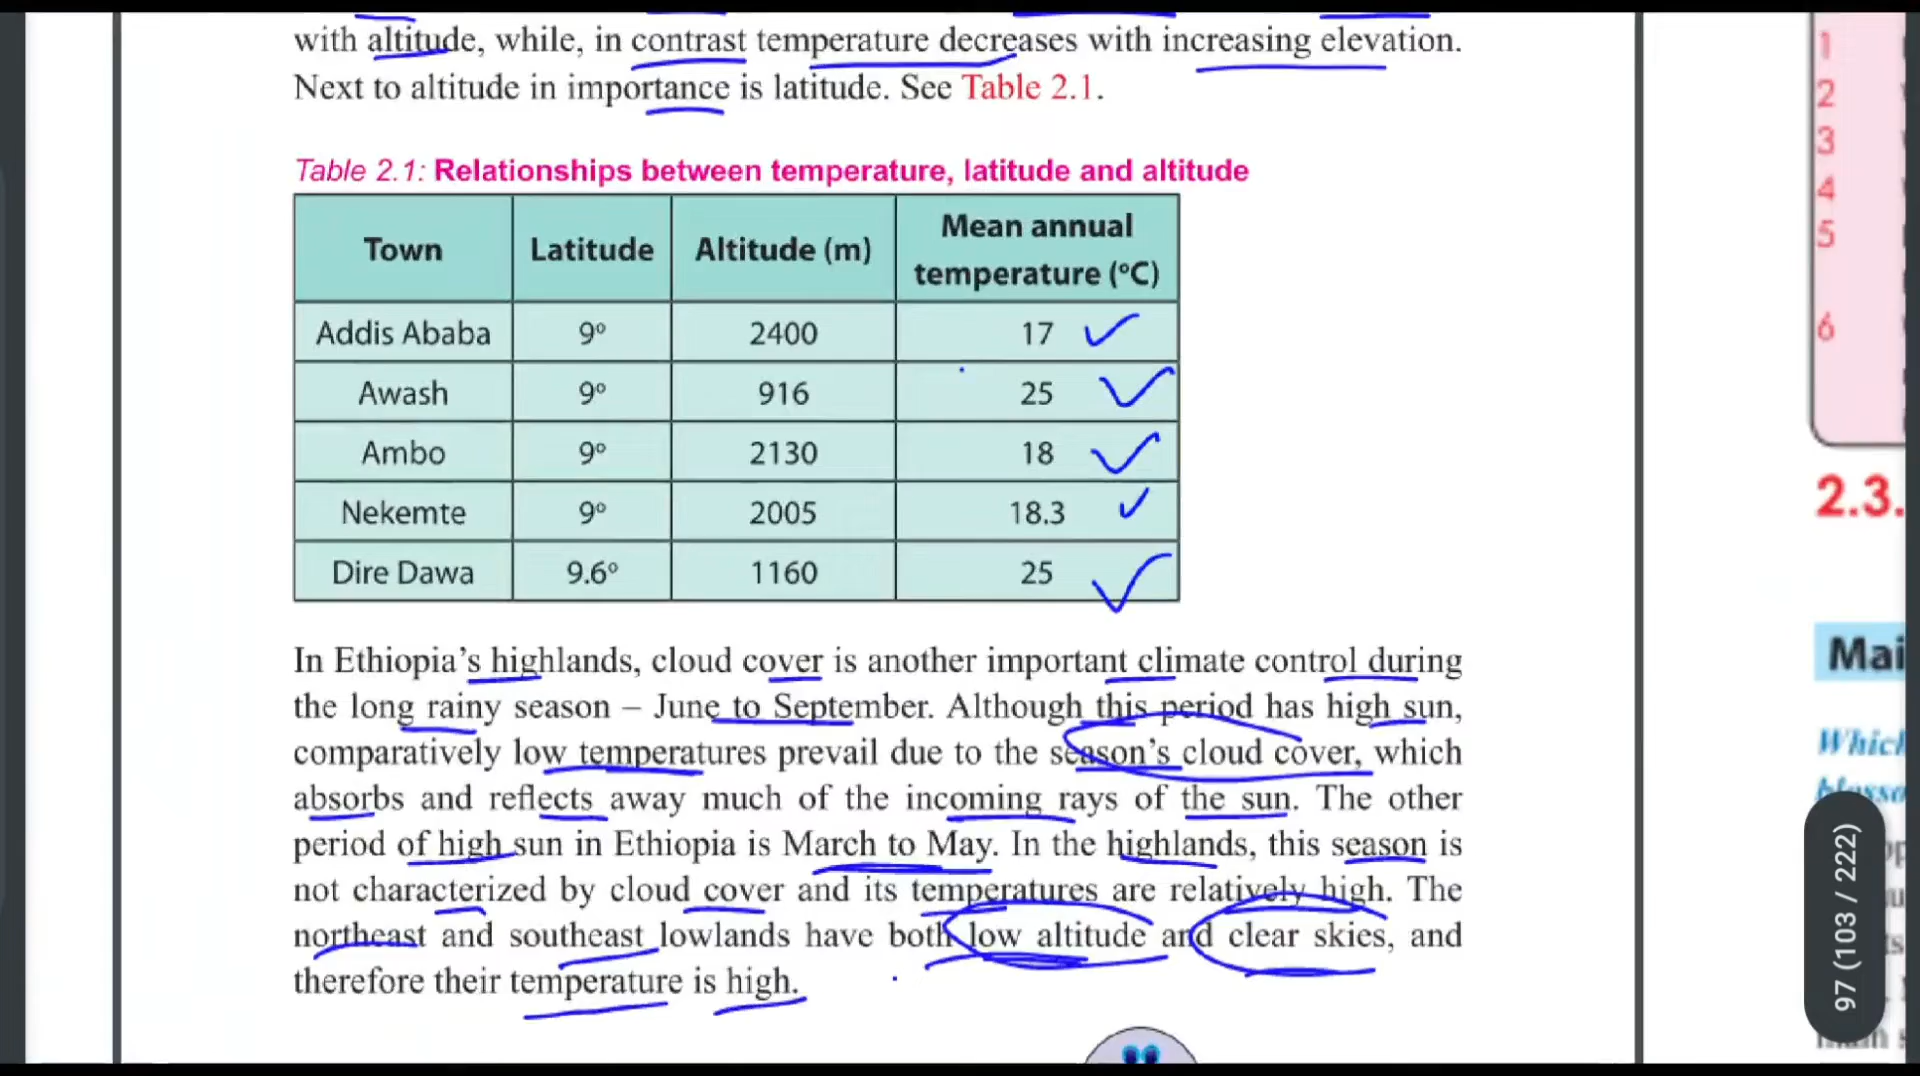 with altitude, while, in contrast temperature decreases with increasing elevation.
Next to altitude in importance is latitude. See Table 2.1.
Table 2.1: Relationships between temperature, latitude and altitude
Town Latitude Altitude (m) Mean annual temperature (°C)
Addis Ababa 9° 2400 17
Awash 9° 916 25
Ambo 9° 2130 18
Nekemte 9° 2005 18.3
Dire Dawa 9.6° 1160 25
In Ethiopia’s highlands, cloud cover is another important climate control during
the long rainy season – June to September. Although this period has high sun,
comparatively low temperatures prevail due to the season’s cloud cover, which
absorbs and reflects away much of the incoming rays of the sun. The other
period of high sun in Ethiopia is March to May. In the highlands, this season is
not characterized by cloud cover and its temperatures are relatively high. The
northeast and southeast lowlands have both low altitude and clear skies, and
therefore their temperature is high.
1
2
3
4
5
6
2.3.
Mai
Which
97 (103 / 222)